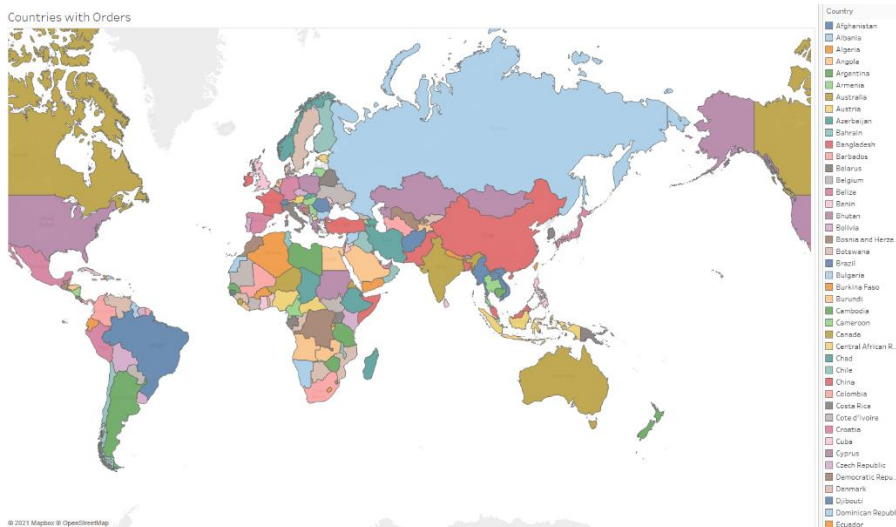 Countries with Orders
Country
Afghanistan
Albania
Algeria
Angola
Argentina
Armenia
Australia
Austria
Azerbaijan
Bahrain
Bangladesh
Barbados
Belarus
Belgium
Belize
Benin
Bhutan
Bolivia
Bosnia and Herze..
Botswana
Brazil
Bulgaria
Burkina Faso
Burundi
Cambodia
Cameroon
Canada
Central African R..
Chad
Chile
China
Colombia
Costa Rica
Cote d'Ivoire
Croatia
Cuba
Cyprus
Czech Republic
Democratic Repu..
Danmark
Djibouti
Dominican Republi
Ecuador
© 2021 Mapbox © OpenStreetMap